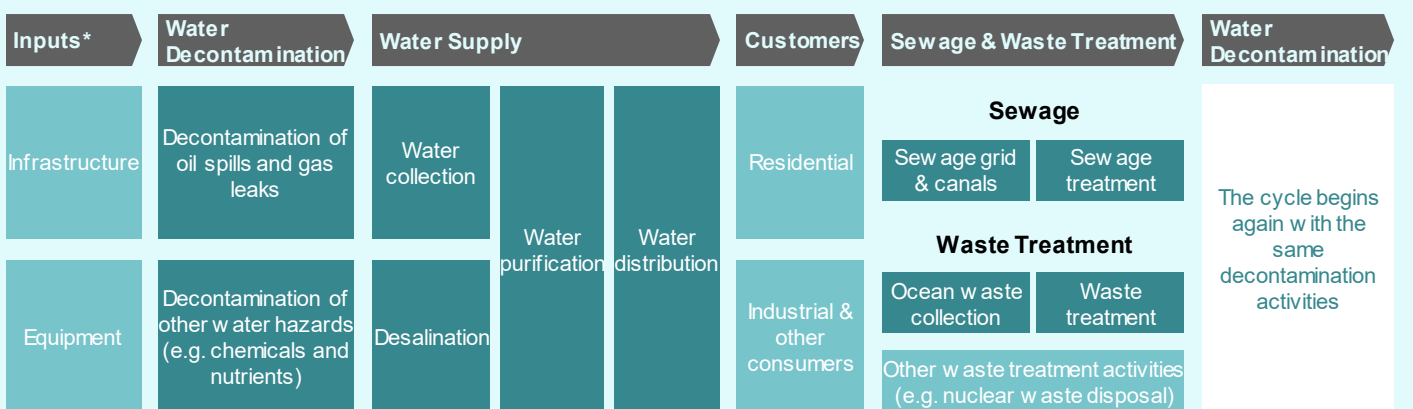 Inputs*
Water
Decontamination
Water Supply
Customers
Sewage & Waste Treatment
Water
Decontamination
Infrastructure
Equipment
Decontamination of
oil spills and gas
leaks
Decontamination of
other water hazards
(e.g. chemicals and
nutrients)
Water
collection
Desalination
Water
purification
Water
distribution
Residential
Industrial &
other
consumers
Sewage
Sewage grid
& canals
Sewage
treatment
Waste Treatment
Ocean waste
collection
Waste
treatment
Other waste treatment activities
(e.g. nuclear waste disposal)
The cycle begins
again with the
same
decontamination
activities